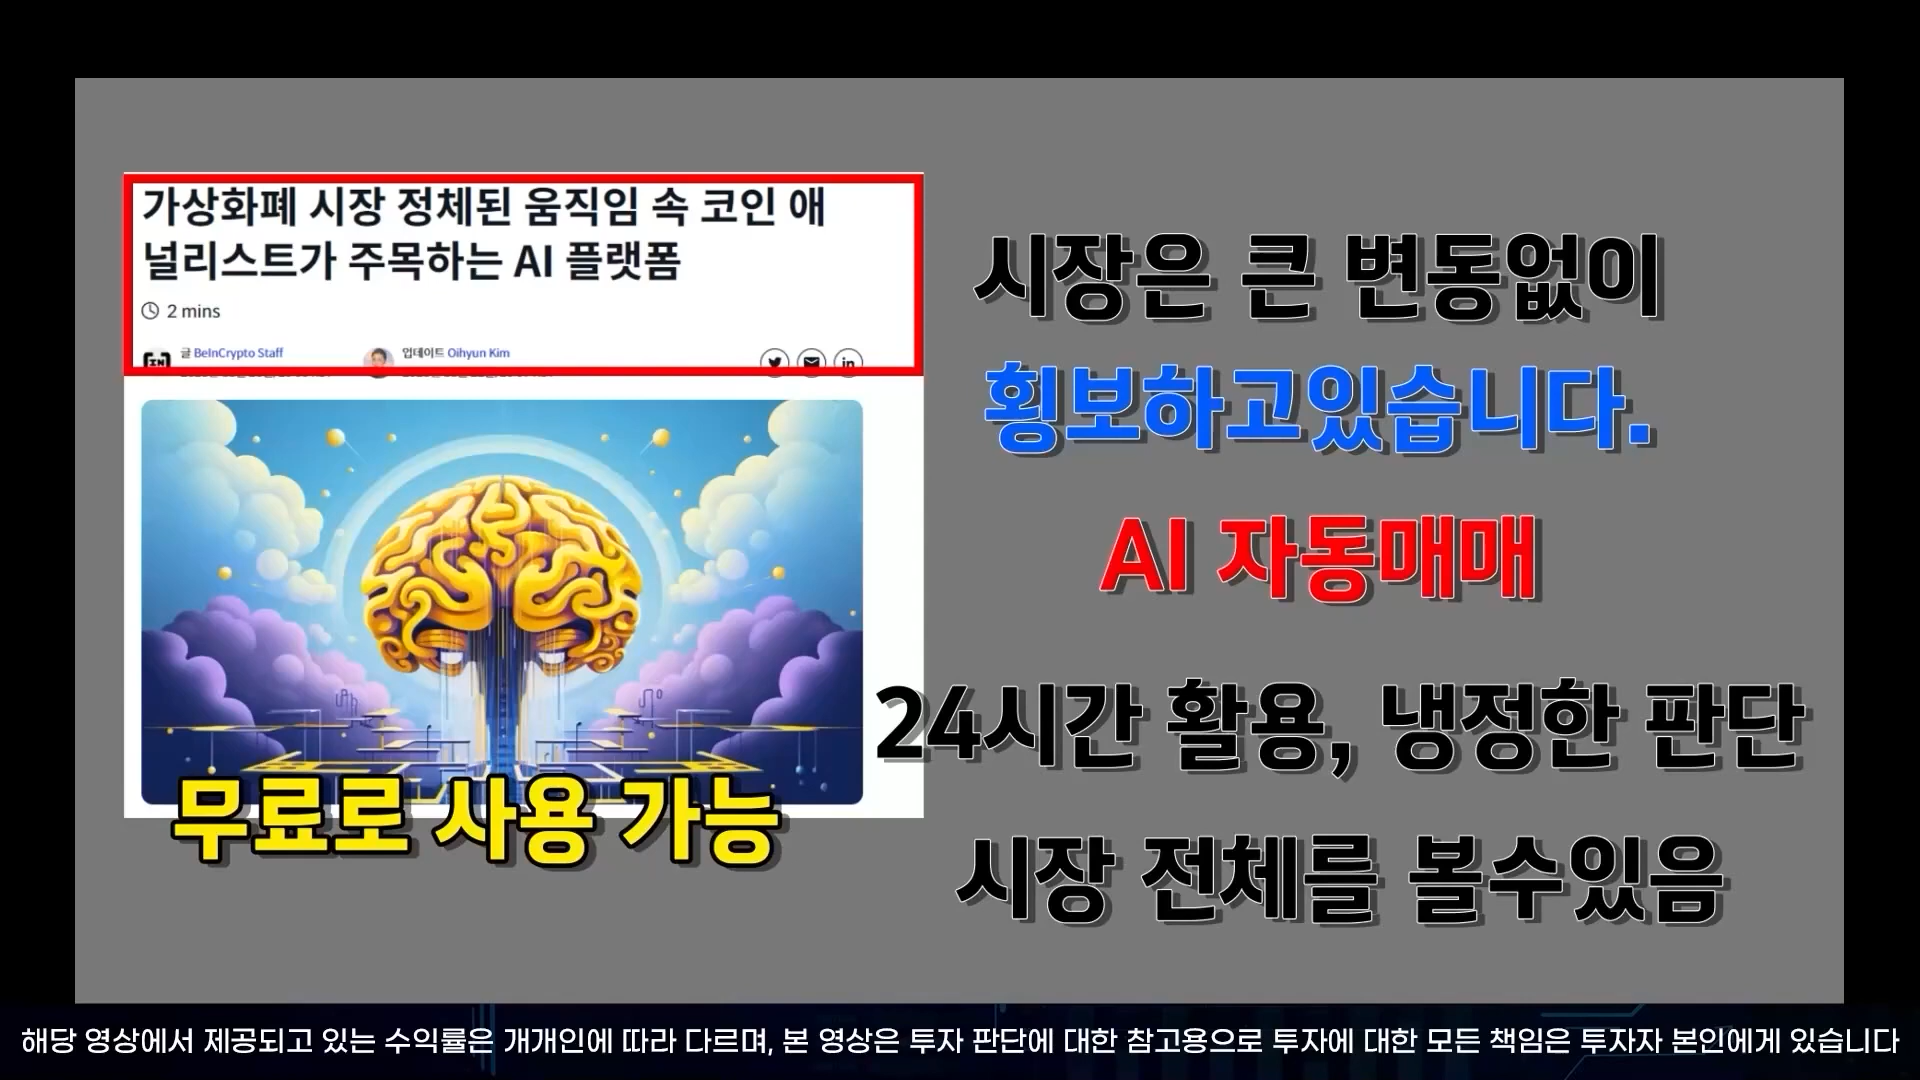 가상화폐 시장 정체된 움직임 속 코인 애
널리스트가 주목하는 AI 플랫폼
2 mins
글 BeInCrypto Staff
업데이트 Oihyun Kim
무료로 사용 가능
시장은 큰 변동없이
횡보하고있습니다.
AI 자동매매
24시간 활용, 냉정한 판단
시장 전체를 볼수있음
해당 영상에서 제공되고 있는 수익률은 개개인에 따라 다르며, 본 영상은 투자 판단에 대한 참고용으로 투자에 대한 모든 책임은 투자자 본인에게 있습니다